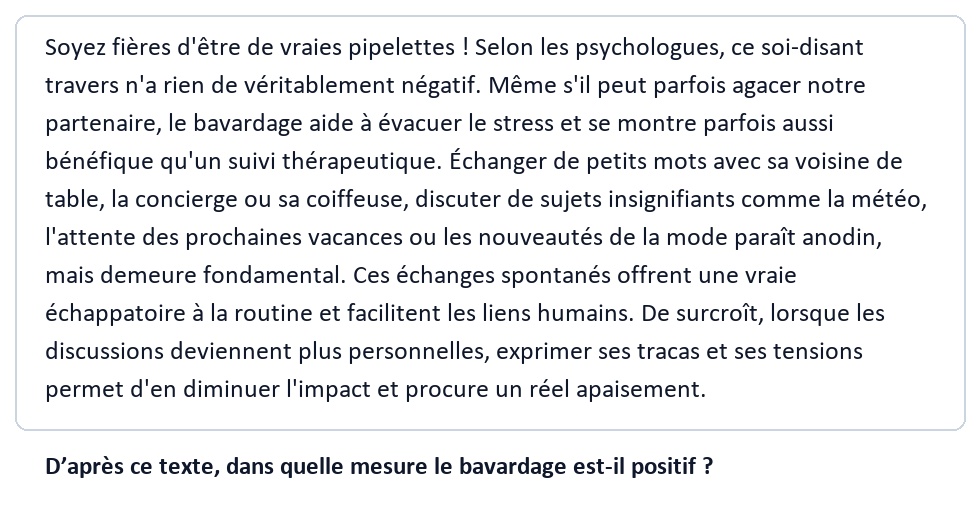 Soyez fières d'être de vraies pipelettes ! Selon les psychologues, ce soi-disant
travers n'a rien de véritablement négatif. Même s'il peut parfois agacer notre
partenaire, le bavardage aide à évacuer le stress et se montre parfois aussi
bénéfique qu'un suivi thérapeutique. Échanger de petits mots avec sa voisine de
table, la concierge ou sa coiffeuse, discuter de sujets insignifiants comme la météo,
l'attente des prochaines vacances ou les nouveautés de la mode paraît anodin,
mais demeure fondamental. Ces échanges spontanés offrent une vraie
échappatoire à la routine et facilitent les liens humains. De surcroît, lorsque les
discussions deviennent plus personnelles, exprimer ses tracas et ses tensions
permet d'en diminuer l'impact et procure un réel apaisement.
D’après ce texte, dans quelle mesure le bavardage est-il positif ?